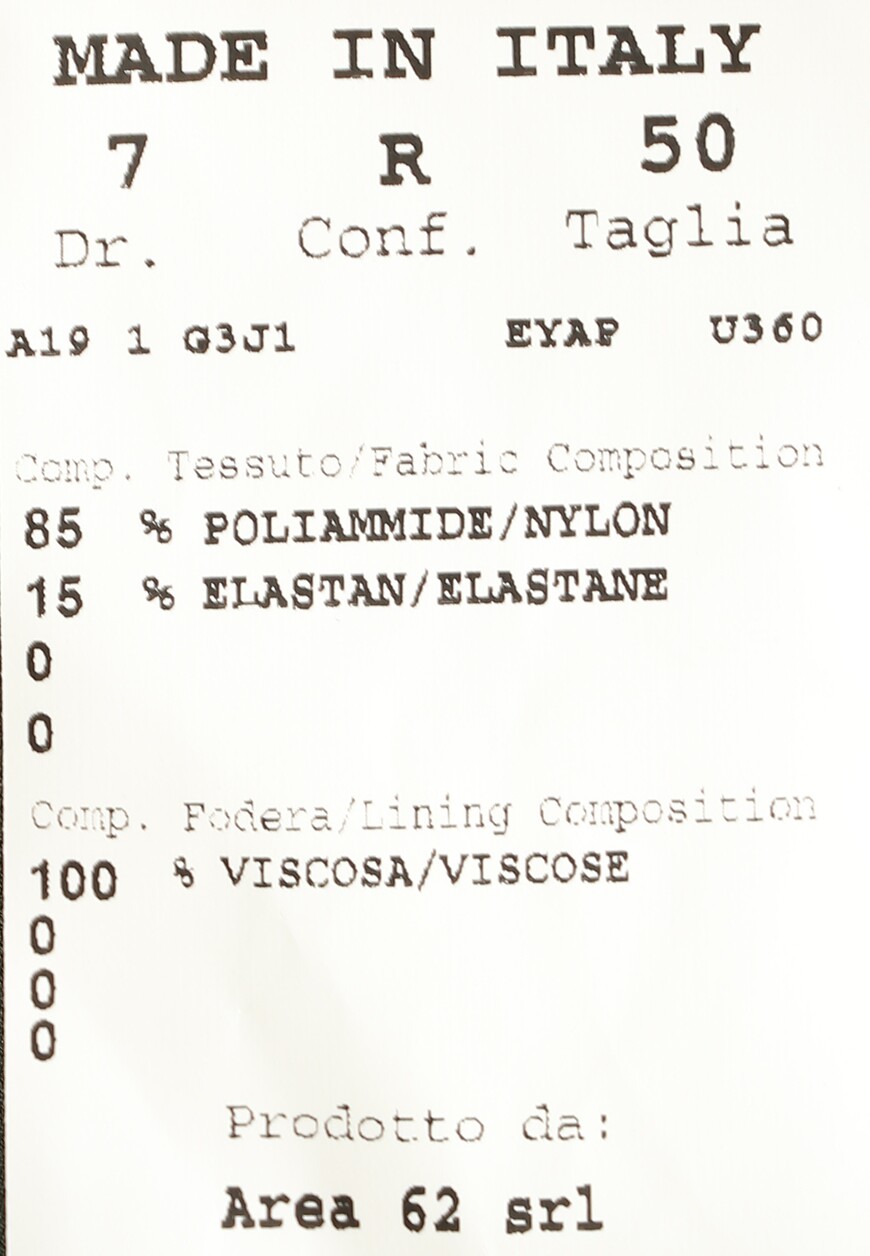 MADE IN ITALY
7 R 50
Dr. Conf. Taglia
A19 1 G3J1 EYAP U360
Comp. Tessuto/Fabric Composition
85 % POLIAMMIDE/NYLON
15 % ELASTAN/ELASTANE
0
0
Comp. Fodera/Lining Composition
100 % VISCOSA/VISCOSE
0
0
0
Prodotto da:
Area 62 srl